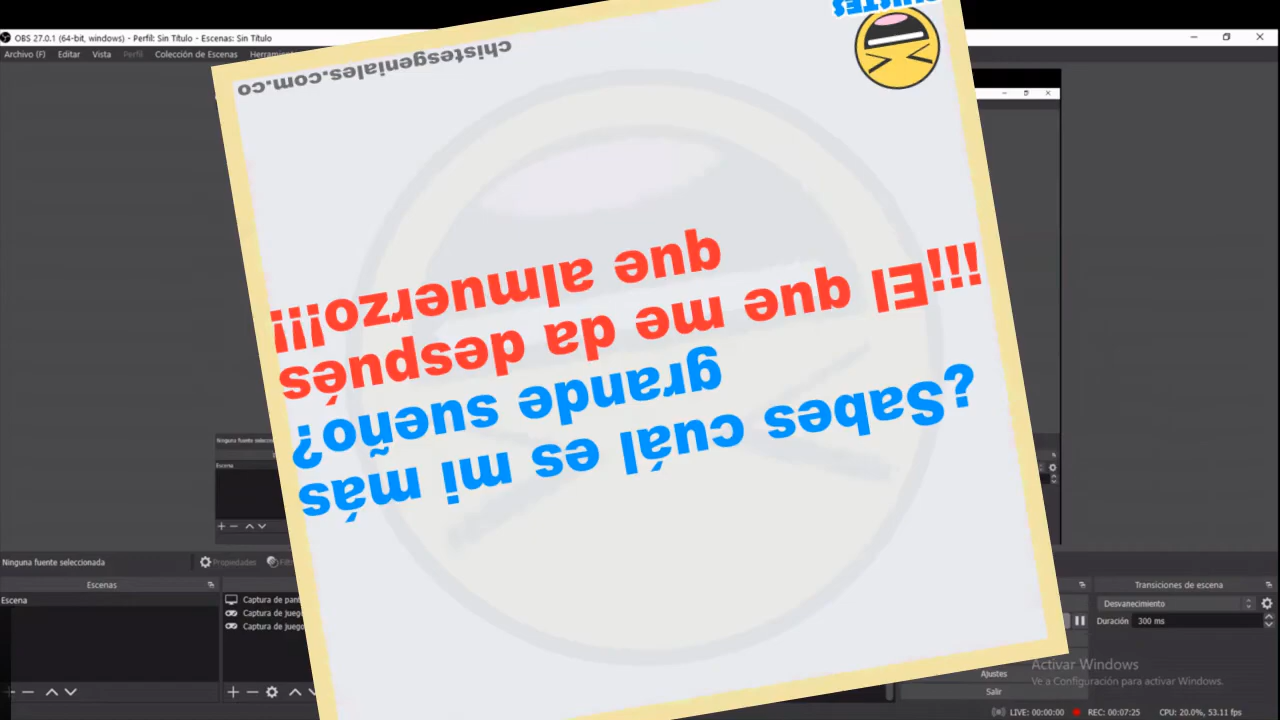 OBS 27.0.1 (64-bit, windows) - Perfil: Sin Título - Escenas: Sin Título
Archivo (F) Editar Vista Perfil Colección de Escenas
¿Sabes cuál es mi más
grande sueño?
!!!El que me da después
que almuerzo!!!
chistesgeniales.com.co
Ninguna fuente seleccionada
Propiedades
Escenas
Escena
Captura de
Captura de
Captura de
Transiciones de escena
Desvanecimiento
Duración 300 ms
Ajustes
Salir
Activar Windows
Ve a Configuración para activar Windows.
LIVE: 00:00:00 REC: 00:07:25 CPU: 20.0%, 53.11 fps
Escena